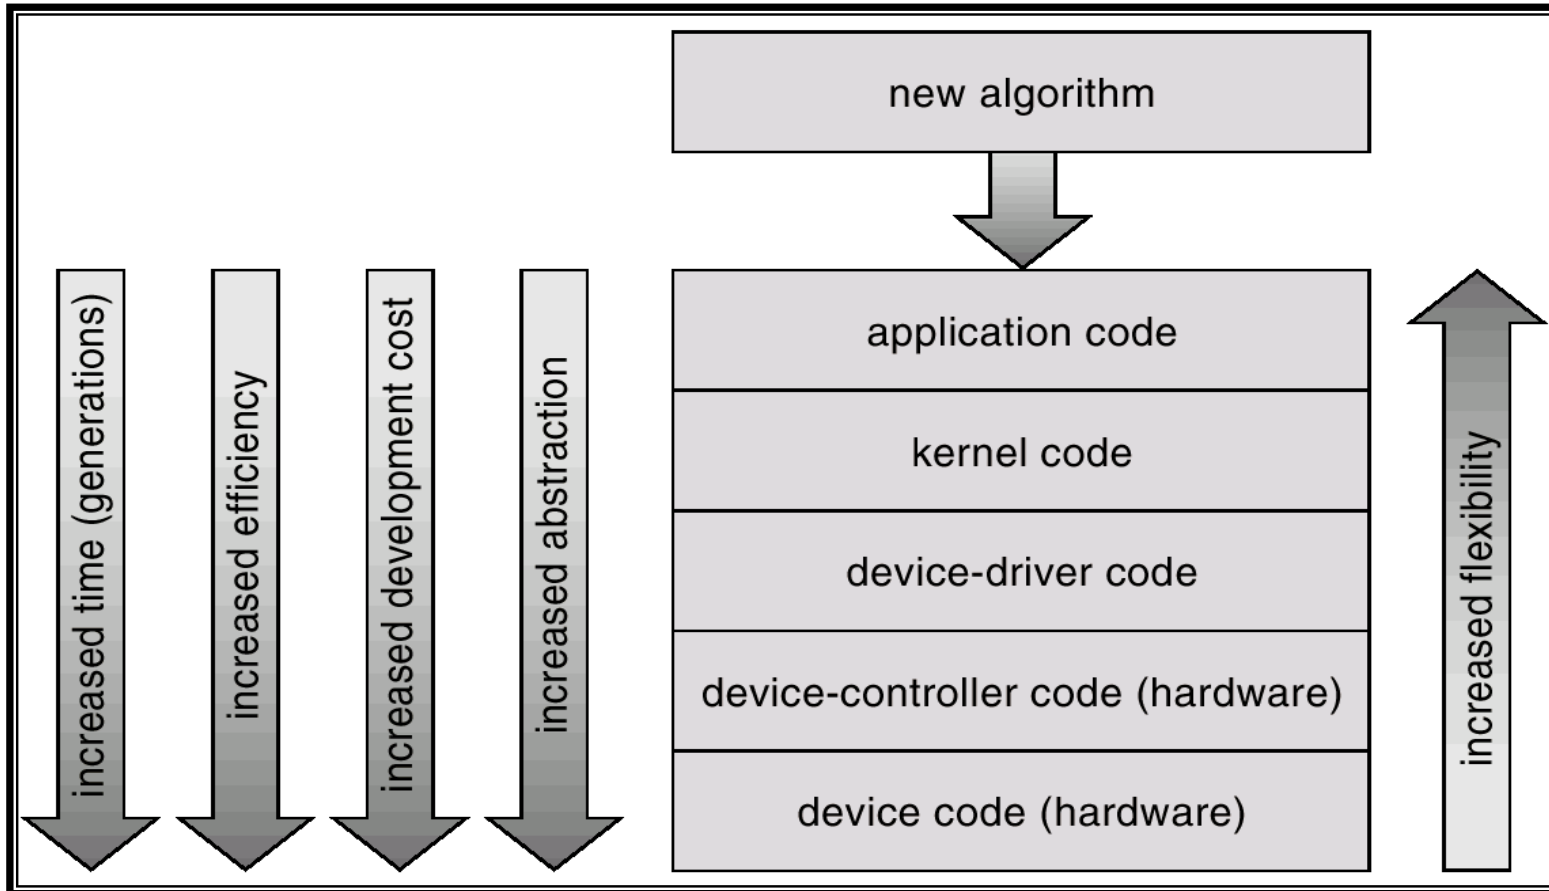 new algorithm
increased time (generations)
increased efficiency
increased development cost
increased abstraction
application code
kernel code
device-driver code
device-controller code (hardware)
device code (hardware)
increased flexibility